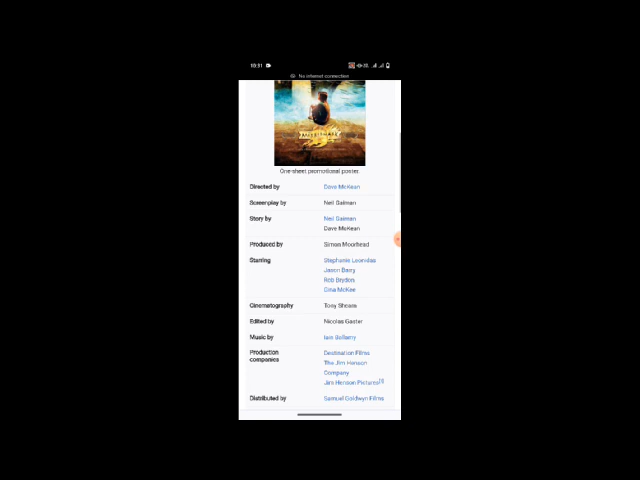 10:31
No internet connection
MIRRORMASK
One-sheet promotional poster.
Directed by Dave McKean
Screenplay by Neil Gaiman
Story by Neil Gaiman
Dave McKean
Produced by Simon Moorhead
Starring Stephanie Leonidas
Jason Barry
Rob Brydon
Gina McKee
Cinematography Tony Shearn
Edited by Nicolas Gaster
Music by Iain Bellamy
Production companies Destination Films
The Jim Henson
Company
Jim Henson Pictures[1]
Distributed by Samuel Goldwyn Films